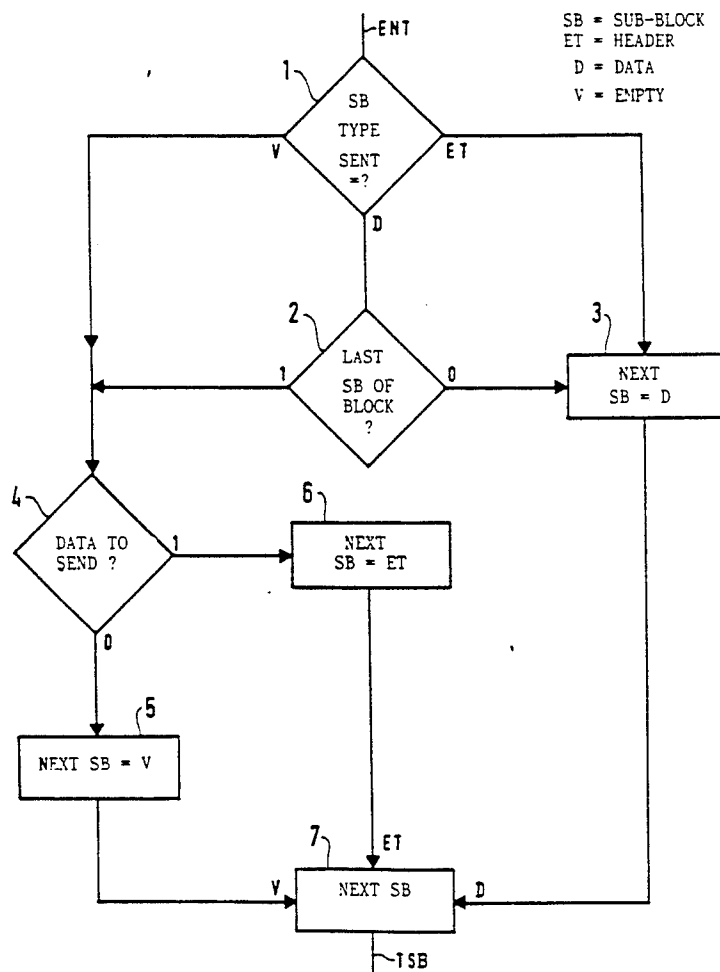 ENT
SB = SUB-BLOCK
ET = HEADER
D = DATA
V = EMPTY
1
SB
TYPE
SENT
=?
V
ET
D
2
LAST
SB OF
BLOCK
?
1
0
3
NEXT
SB = D
4
DATA TO
SEND ?
1
0
6
NEXT
SB = ET
5
NEXT SB = V
ET
7
NEXT SB
V
D
TSB